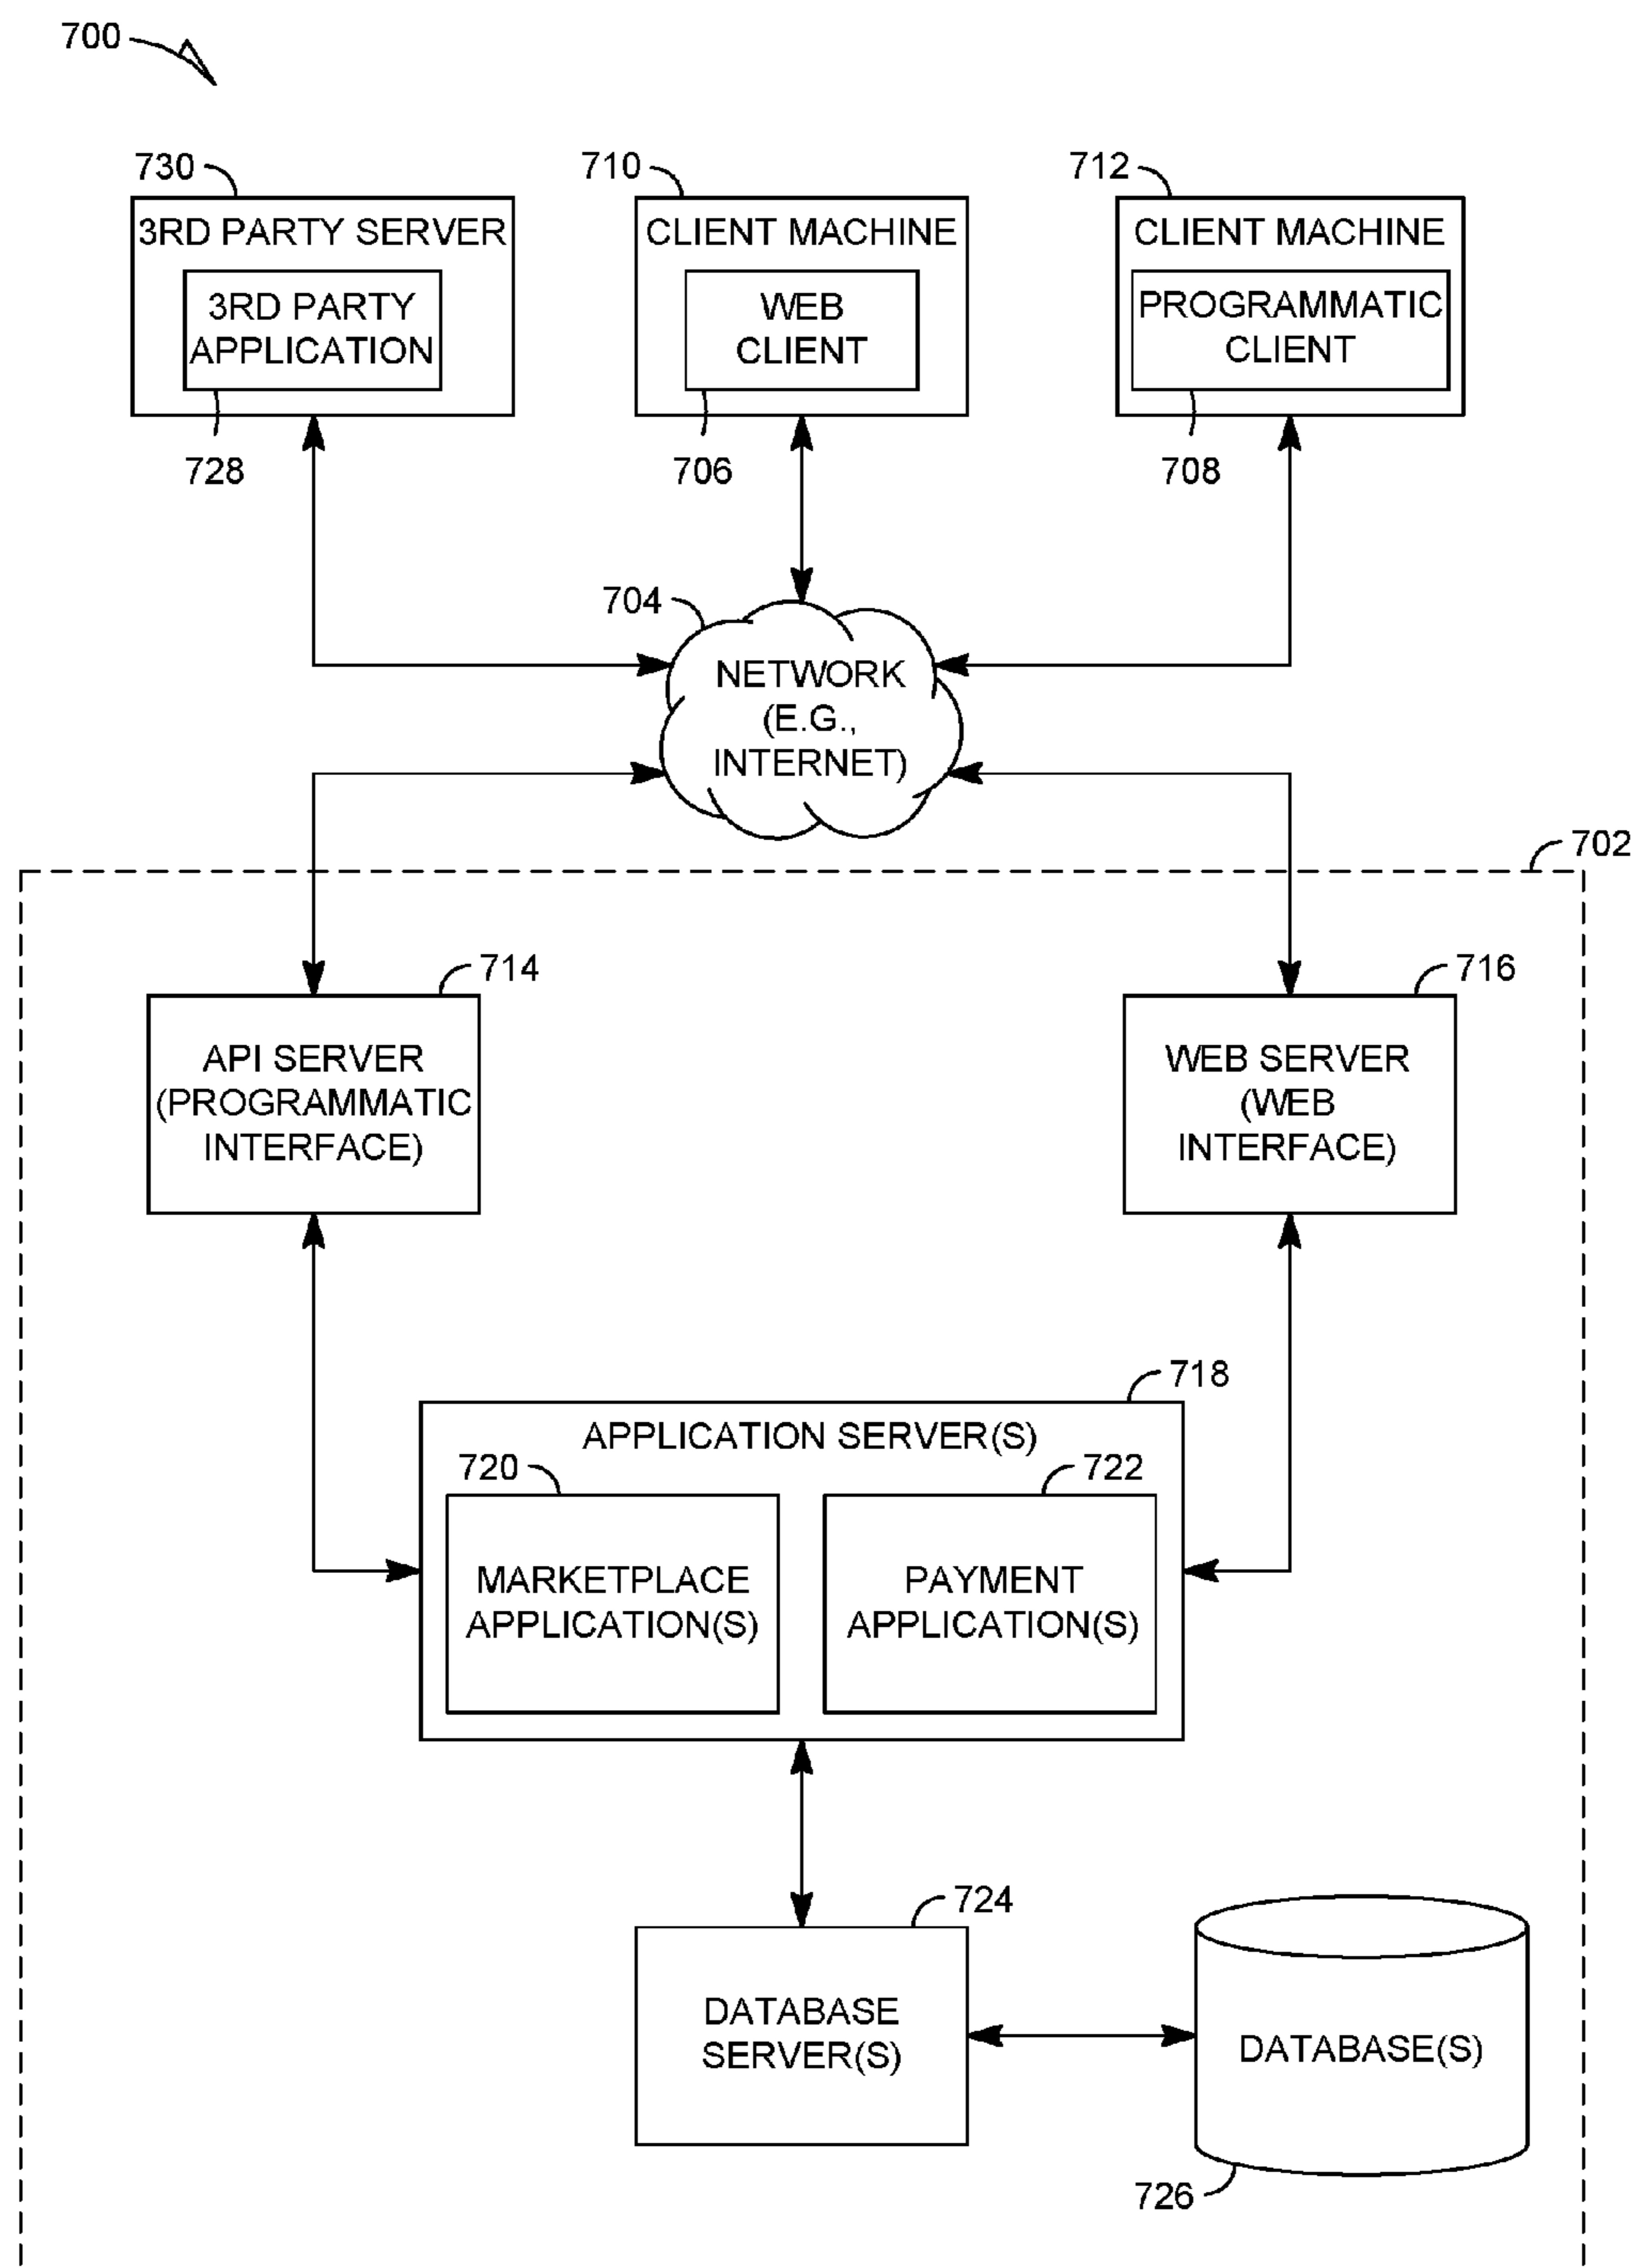 700
730
710
712
3RD PARTY SERVER
CLIENT MACHINE
CLIENT MACHINE
3RD PARTY
APPLICATION
WEB
CLIENT
PROGRAMMATIC
CLIENT
728
706
708
704
NETWORK
(E.G.,
INTERNET)
702
714
716
API SERVER
(PROGRAMMATIC
INTERFACE)
WEB SERVER
(WEB
INTERFACE)
718
APPLICATION SERVER(S)
720
722
MARKETPLACE
APPLICATION(S)
PAYMENT
APPLICATION(S)
724
DATABASE
SERVER(S)
DATABASE(S)
726